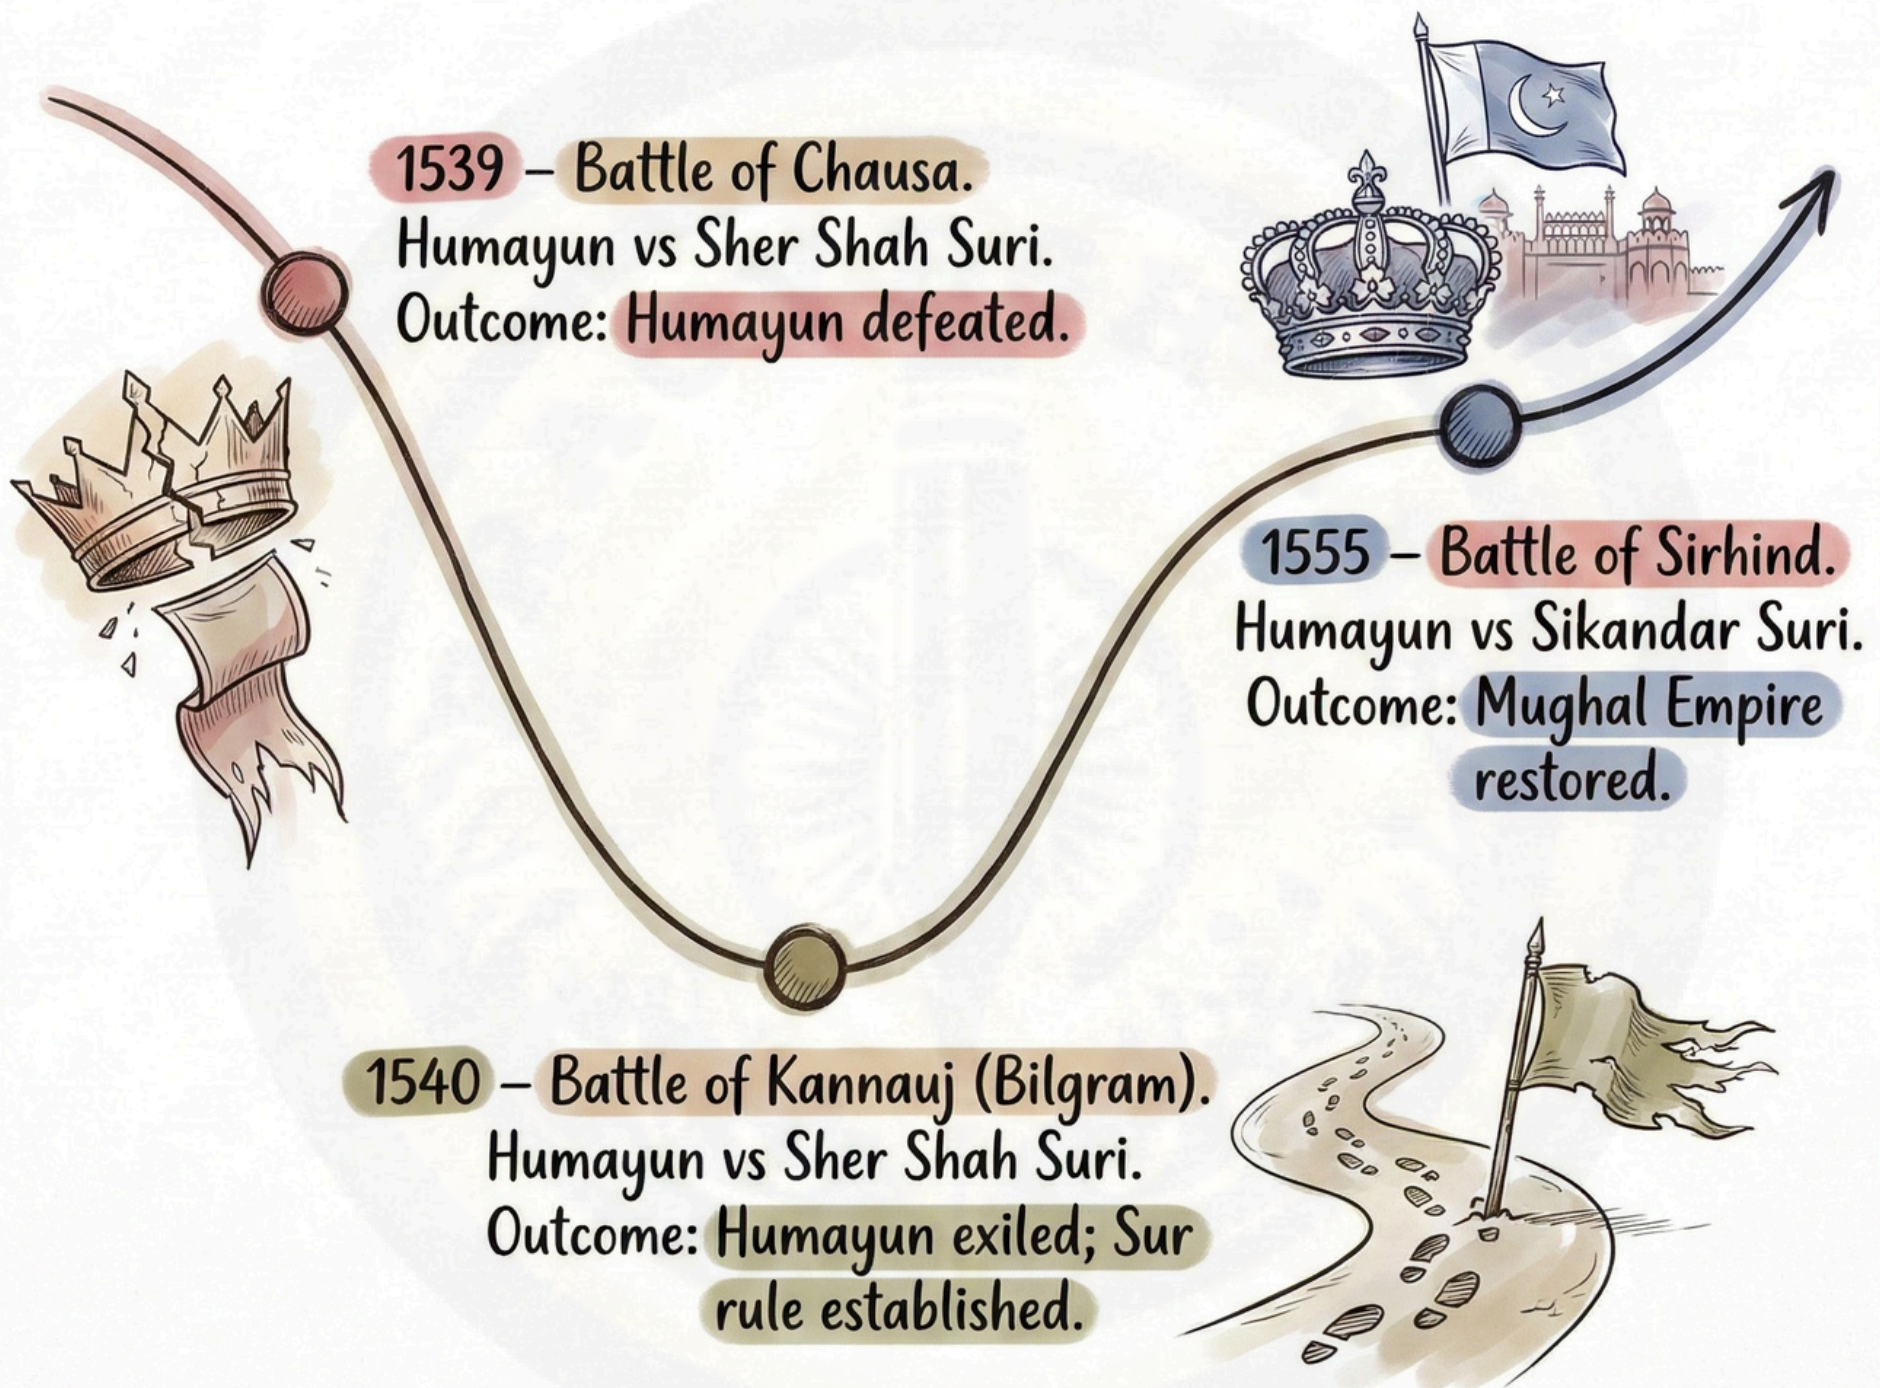 1539 – Battle of Chausa.
Humayun vs Sher Shah Suri.
Outcome: Humayun defeated.
1555 – Battle of Sirhind.
Humayun vs Sikandar Suri.
Outcome: Mughal Empire
restored.
1540 – Battle of Kannauj (Bilgram).
Humayun vs Sher Shah Suri.
Outcome: Humayun exiled; Sur
rule established.